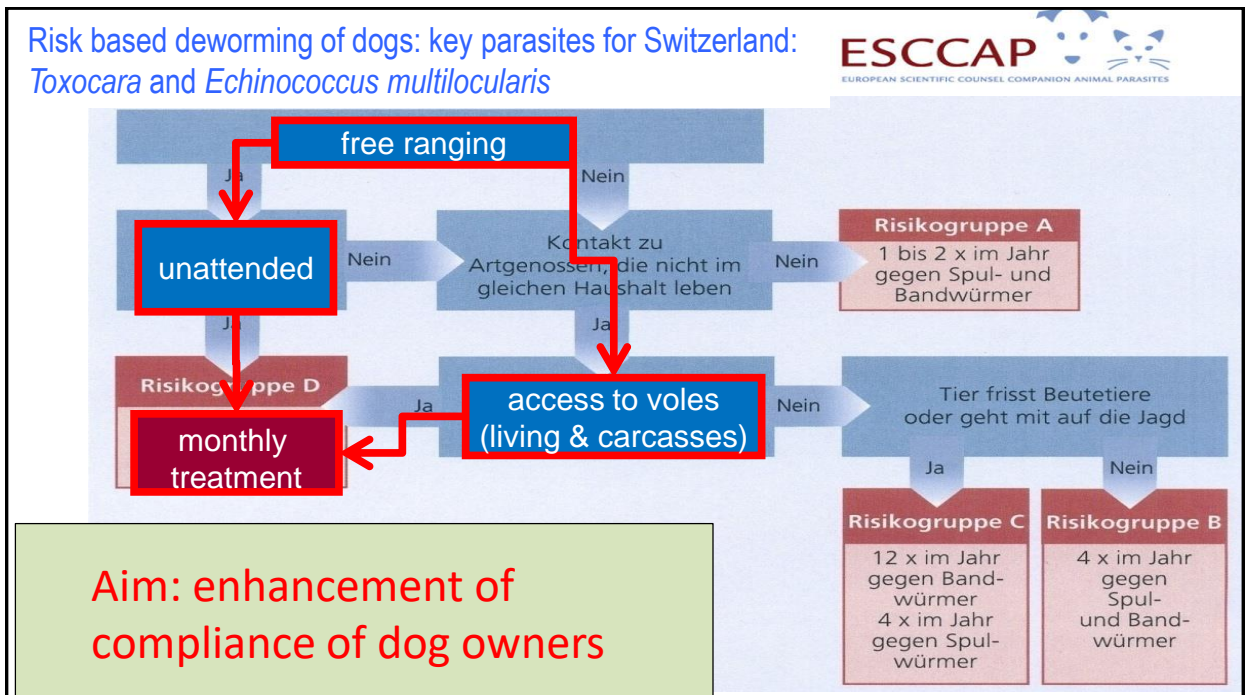 Risk based deworming of dogs: key parasites for Switzerland:
Toxocara and Echinococcus multilocularis
ESCCAP
EUROPEAN SCIENTIFIC COUNSEL COMPANION ANIMAL PARASITES
free ranging
Ja
Nein
unattended
Nein
Kontakt zu
Artgenossen, die nicht im
gleichen Haushalt leben
Nein
Risikogruppe A
1 bis 2 x im Jahr
gegen Spul- und
Bandwürmer
Ja
Ja
Risikogruppe D
monthly
treatment
Ja
access to voles
(living & carcasses)
Nein
Tier frisst Beutetiere
oder geht mit auf die Jagd
Ja
Nein
Risikogruppe C
12 x im Jahr
gegen Band-
würmer
4 x im Jahr
gegen Spul-
würmer
Risikogruppe B
4 x im Jahr
gegen
Spul-
und Band-
würmer
Aim: enhancement of
compliance of dog owners